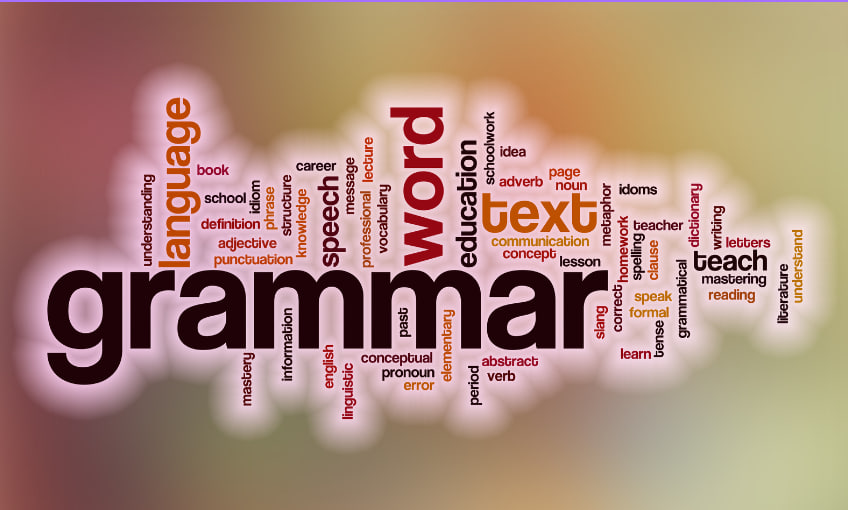 language
understanding
book
school
idiom
phrase
structure
career
definition
adjective
punctuation
knowledge
speech
message
lecture
professional
vocabulary
word
education
schoolwork
idea
adverb
page
noun
text
communication
concept
lesson
metaphor
idoms
homework
teacher
spelling
clause
dictionary
writing
letters
teach
mastering
reading
grammatical
speak
formal
literature
understand
grammar
slang
correct
learn
tense
mastery
information
english
linguistic
conceptual
past
pronoun
error
elementary
period
abstract
verb